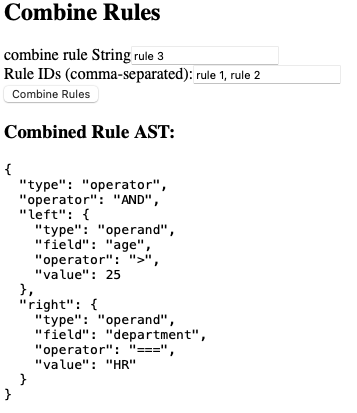 Combine Rules
combine rule String rule 3
Rule IDs (comma-separated): rule 1, rule 2
Combine Rules
Combined Rule AST:
{
  "type": "operator",
  "operator": "AND",
  "left": {
    "type": "operand",
    "field": "age",
    "operator": ">",
    "value": 25
  },
  "right": {
    "type": "operand",
    "field": "department",
    "operator": "===",
    "value": "HR"
  }
}